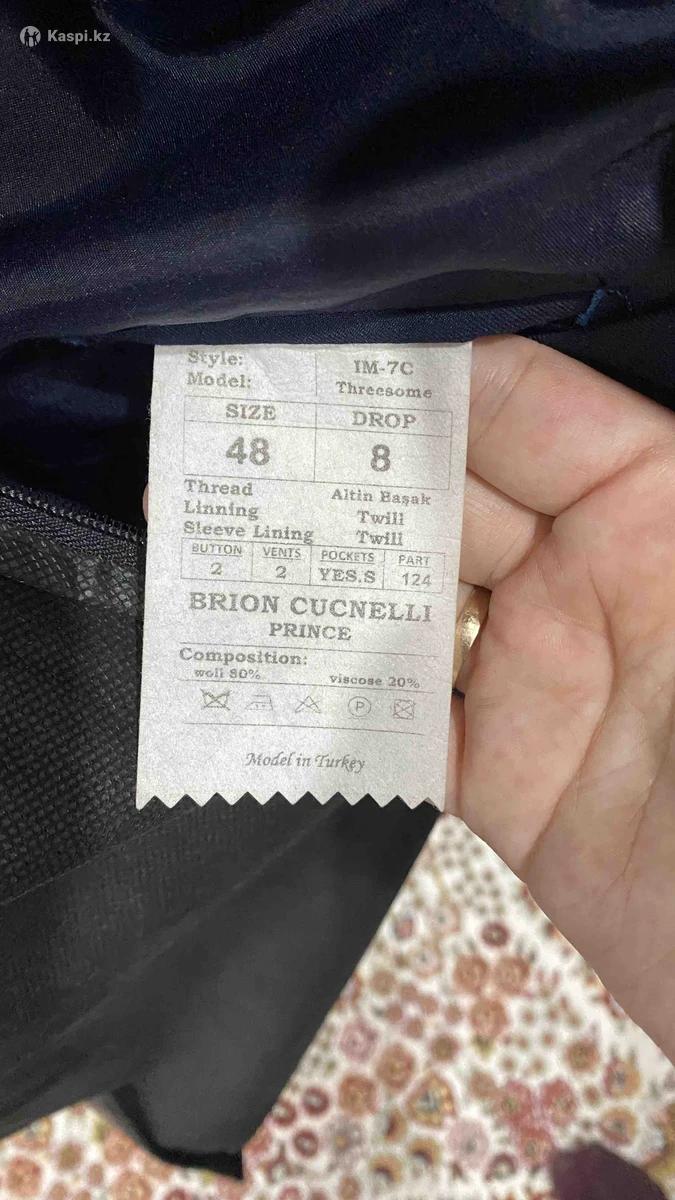 Kaspi.kz
Style: IM-7C
Model: Threesome
SIZE DROP
48 8
Thread Altin Başak
Linning Twill
Sleeve Lining Twill
BUTTON VENTS POCKETS PART
2 2 YES.S 124
BRION CUCNELLI
PRINCE
Composition:
woll 80% viscose 20%
P
Model in Turkey